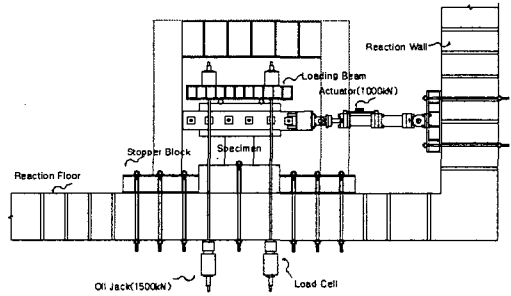 Reaction Wall
Loading Beam
Actuator(1000kN)
Stopper Block
Specimen
Reaction Floor
Oil Jack(1500kN)
Load Cell